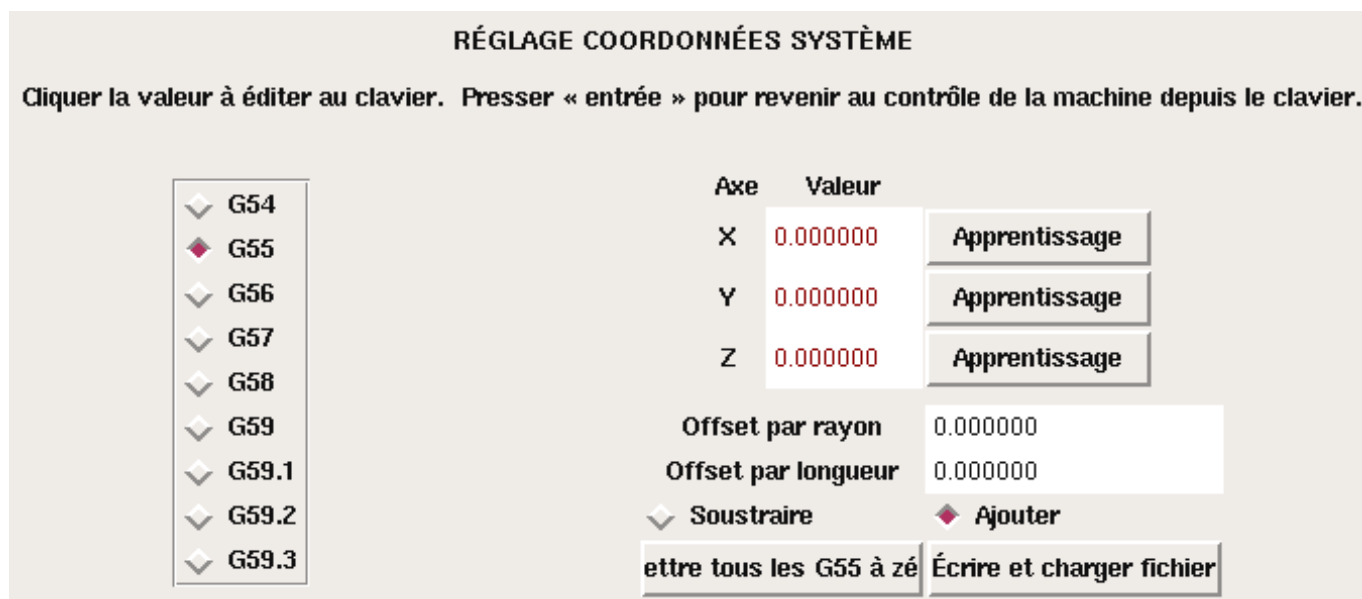 RÉGLAGE COORDONNÉES SYSTÈME
Cliquer la valeur à éditer au clavier. Presser « entrée » pour revenir au contrôle de la machine depuis le clavier.
G54
G55
G56
G57
G58
G59
G59.1
G59.2
G59.3
Axe Valeur
X 0.000000 Apprentissage
Y 0.000000 Apprentissage
Z 0.000000 Apprentissage
Offset par rayon 0.000000
Offset par longueur 0.000000
Soustraire Ajouter
ettre tous les G55 à zé Écrire et charger fichier